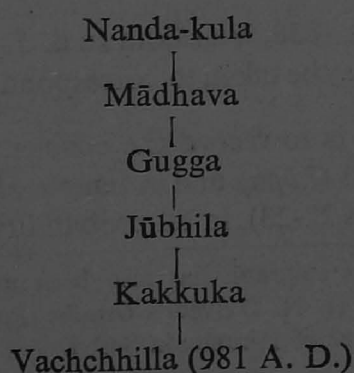 Nanda-kula
Mādhava
Gugga
Jūbhila
Kakkuka
Vachchhilla (981 A. D.)